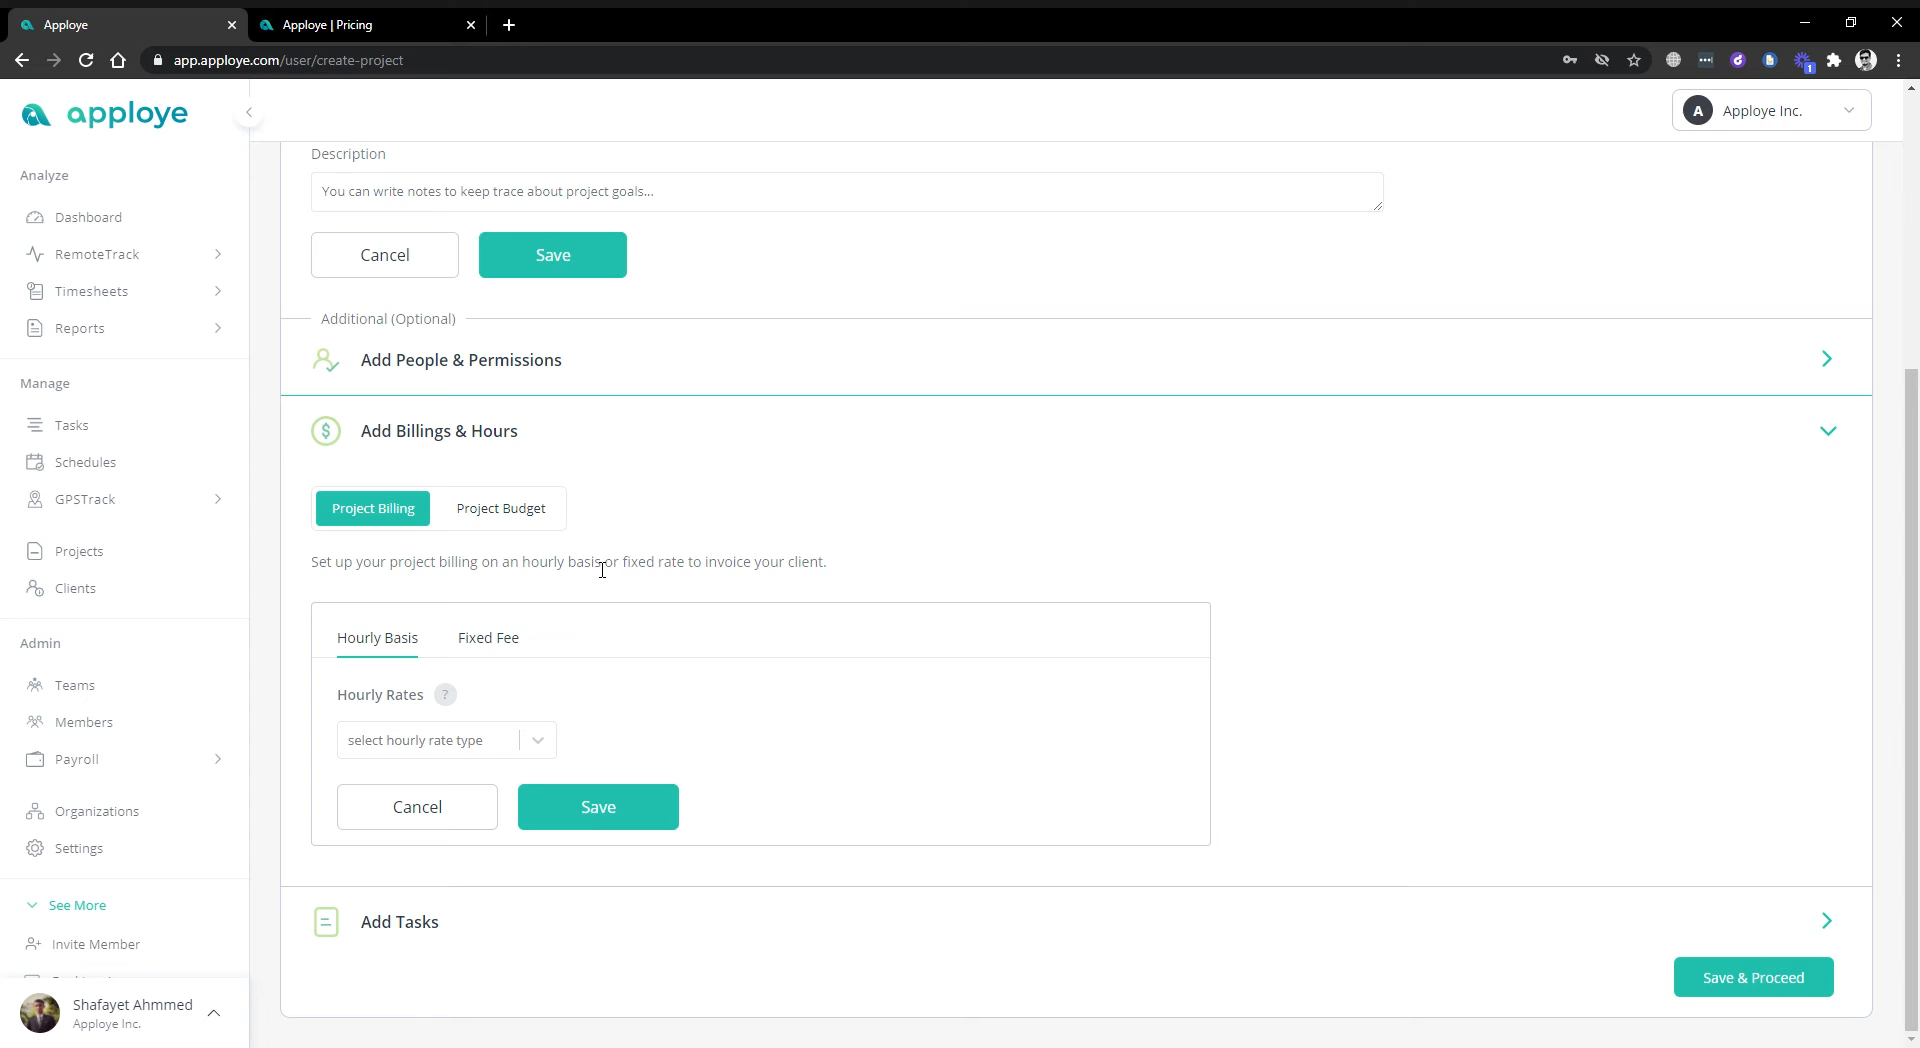 Apploye
Apploye | Pricing
app.apploye.com/user/create-project
1
apploye
A
Apploye Inc.
Analyze
Dashboard
RemoteTrack
Timesheets
Reports
Manage
Tasks
Schedules
GPSTrack
Projects
Clients
Admin
Teams
Members
Payroll
Organizations
Settings
See More
Invite Member
Shafayet Ahmmed
Apploye Inc.
Description
You can write notes to keep trace about project goals...
Cancel
Save
Additional (Optional)
Add People & Permissions
$
Add Billings & Hours
Project Billing
Project Budget
Set up your project billing on an hourly basis or fixed rate to invoice your client.
Hourly Basis
Fixed Fee
Hourly Rates ?
select hourly rate type
Cancel
Save
Add Tasks
Save & Proceed